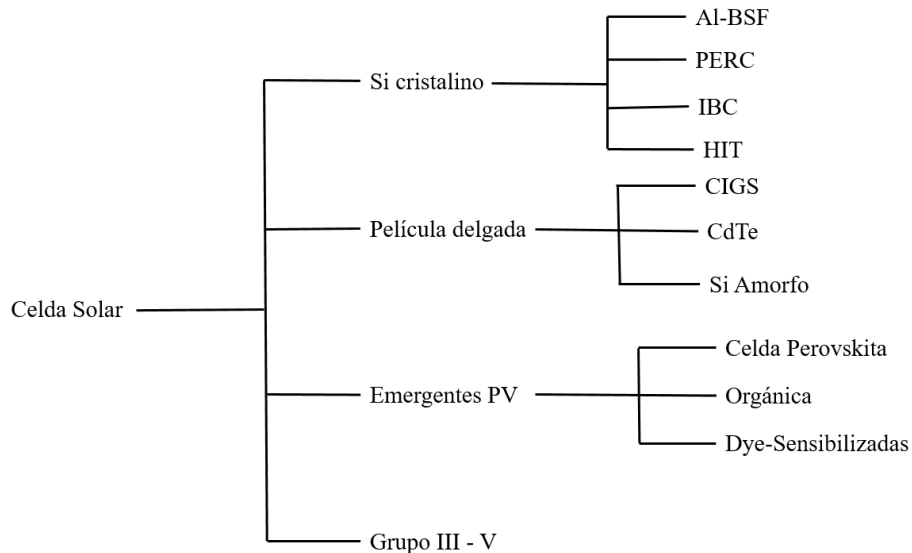 Celda Solar
Si cristalino
Al-BSF
PERC
IBC
HIT
Película delgada
CIGS
CdTe
Si Amorfo
Emergentes PV
Celda Perovskita
Orgánica
Dye-Sensibilizadas
Grupo III - V